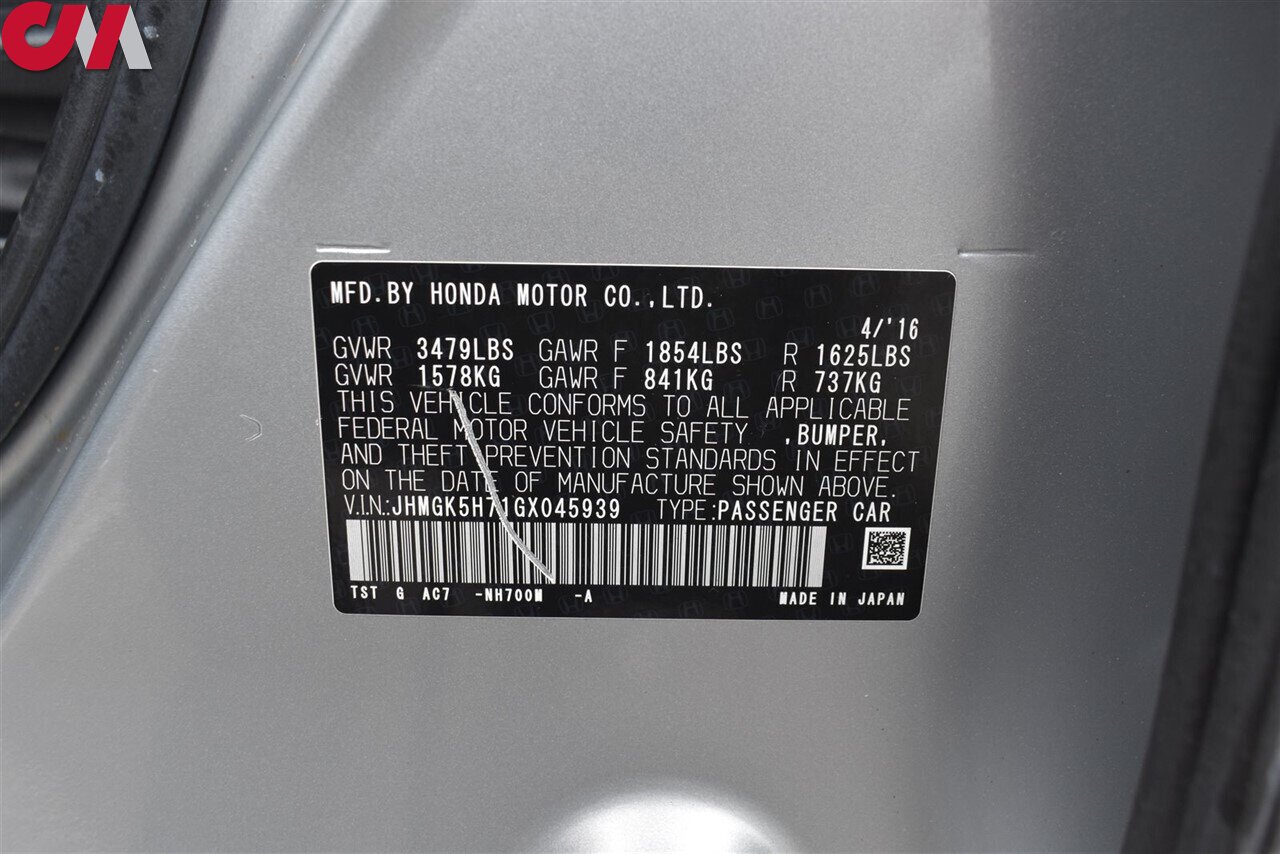 CM
MFD.BY HONDA MOTOR CO.,LTD.
4/'16
GVWR 3479LBS GAWR F 1854LBS R 1625LBS
GVWR 1578KG GAWR F 841KG R 737KG
THIS VEHICLE CONFORMS TO ALL APPLICABLE
FEDERAL MOTOR VEHICLE SAFETY ,BUMPER,
AND THEFT PREVENTION STANDARDS IN EFFECT
ON THE DATE OF MANUFACTURE SHOWN ABOVE.
V.I.N.:JHMGK5H71GX045939 TYPE:PASSENGER CAR
TST G AC7 -NH700M -A MADE IN JAPAN